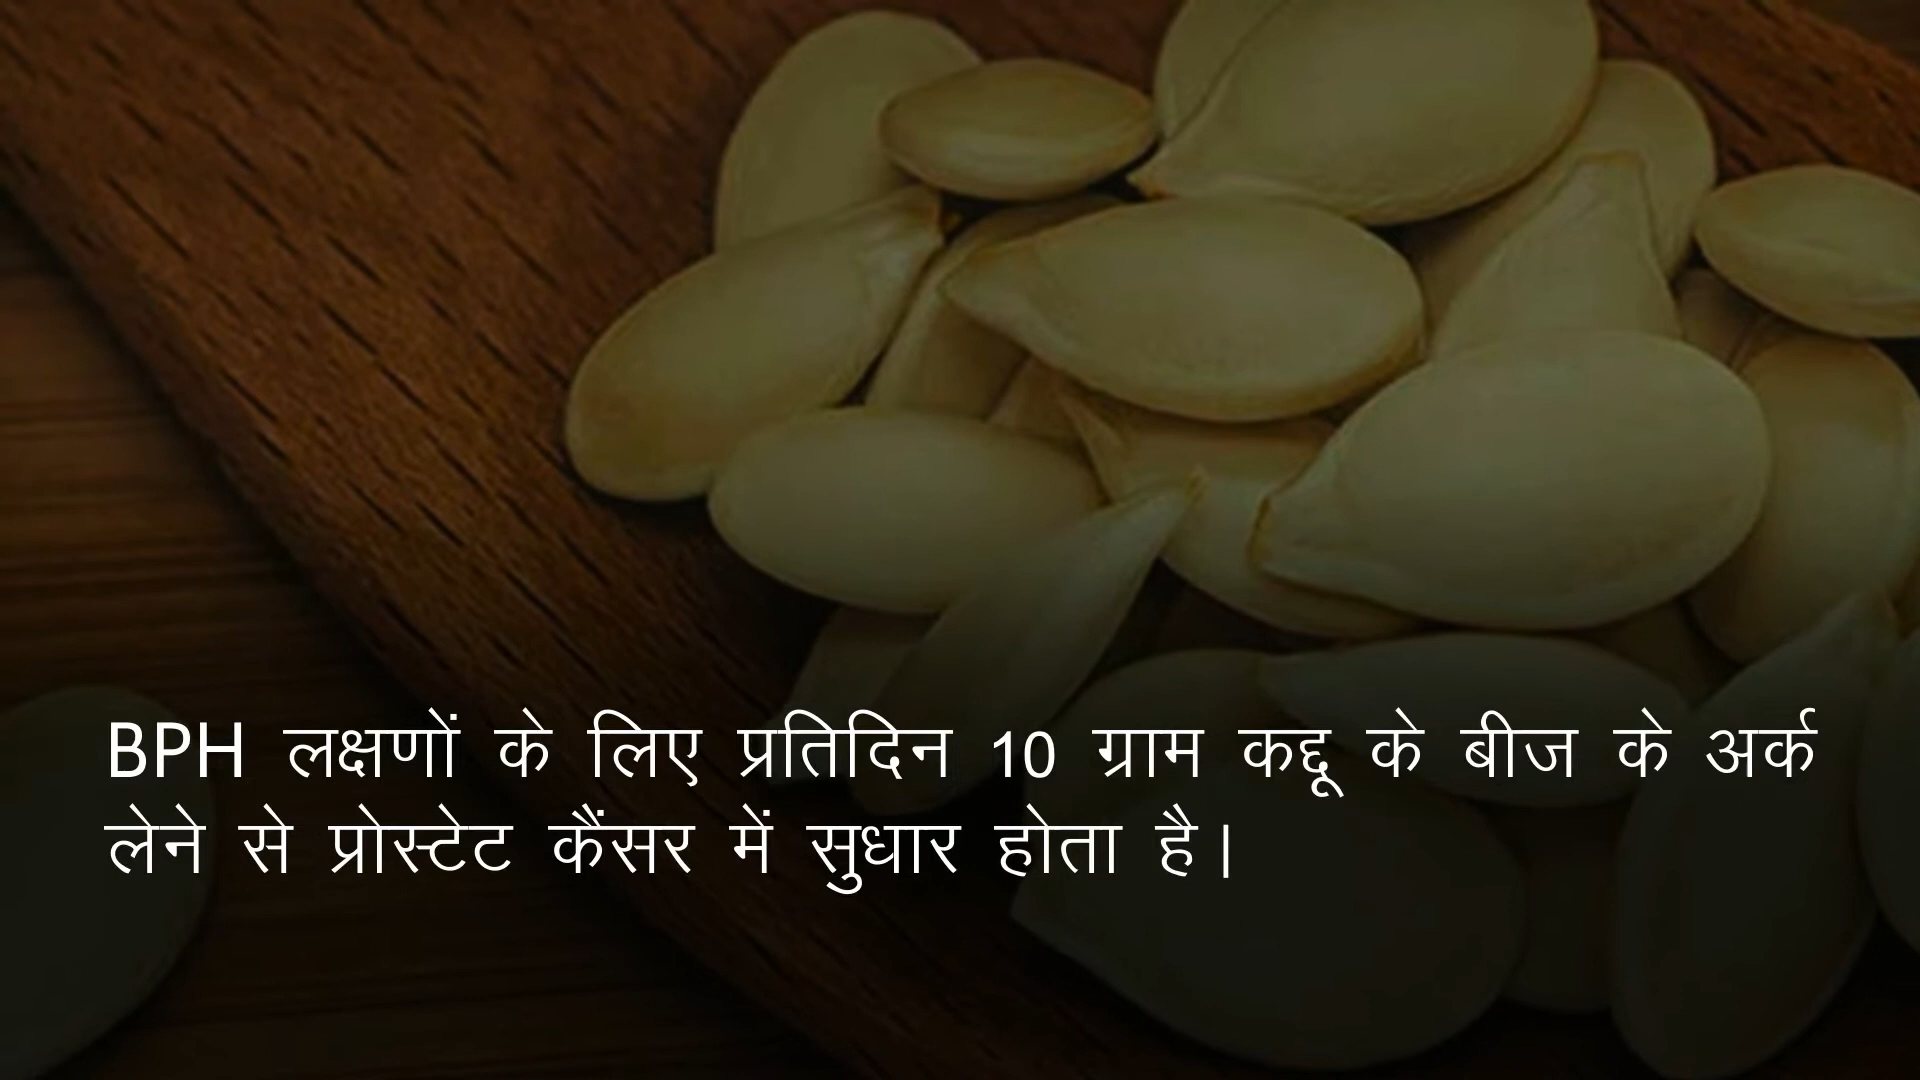 BPH लक्षणों के लिए प्रतिदिन 10 ग्राम कद्दू के बीज के अर्क
लेने से प्रोस्टेट कैंसर में सुधार होता है।